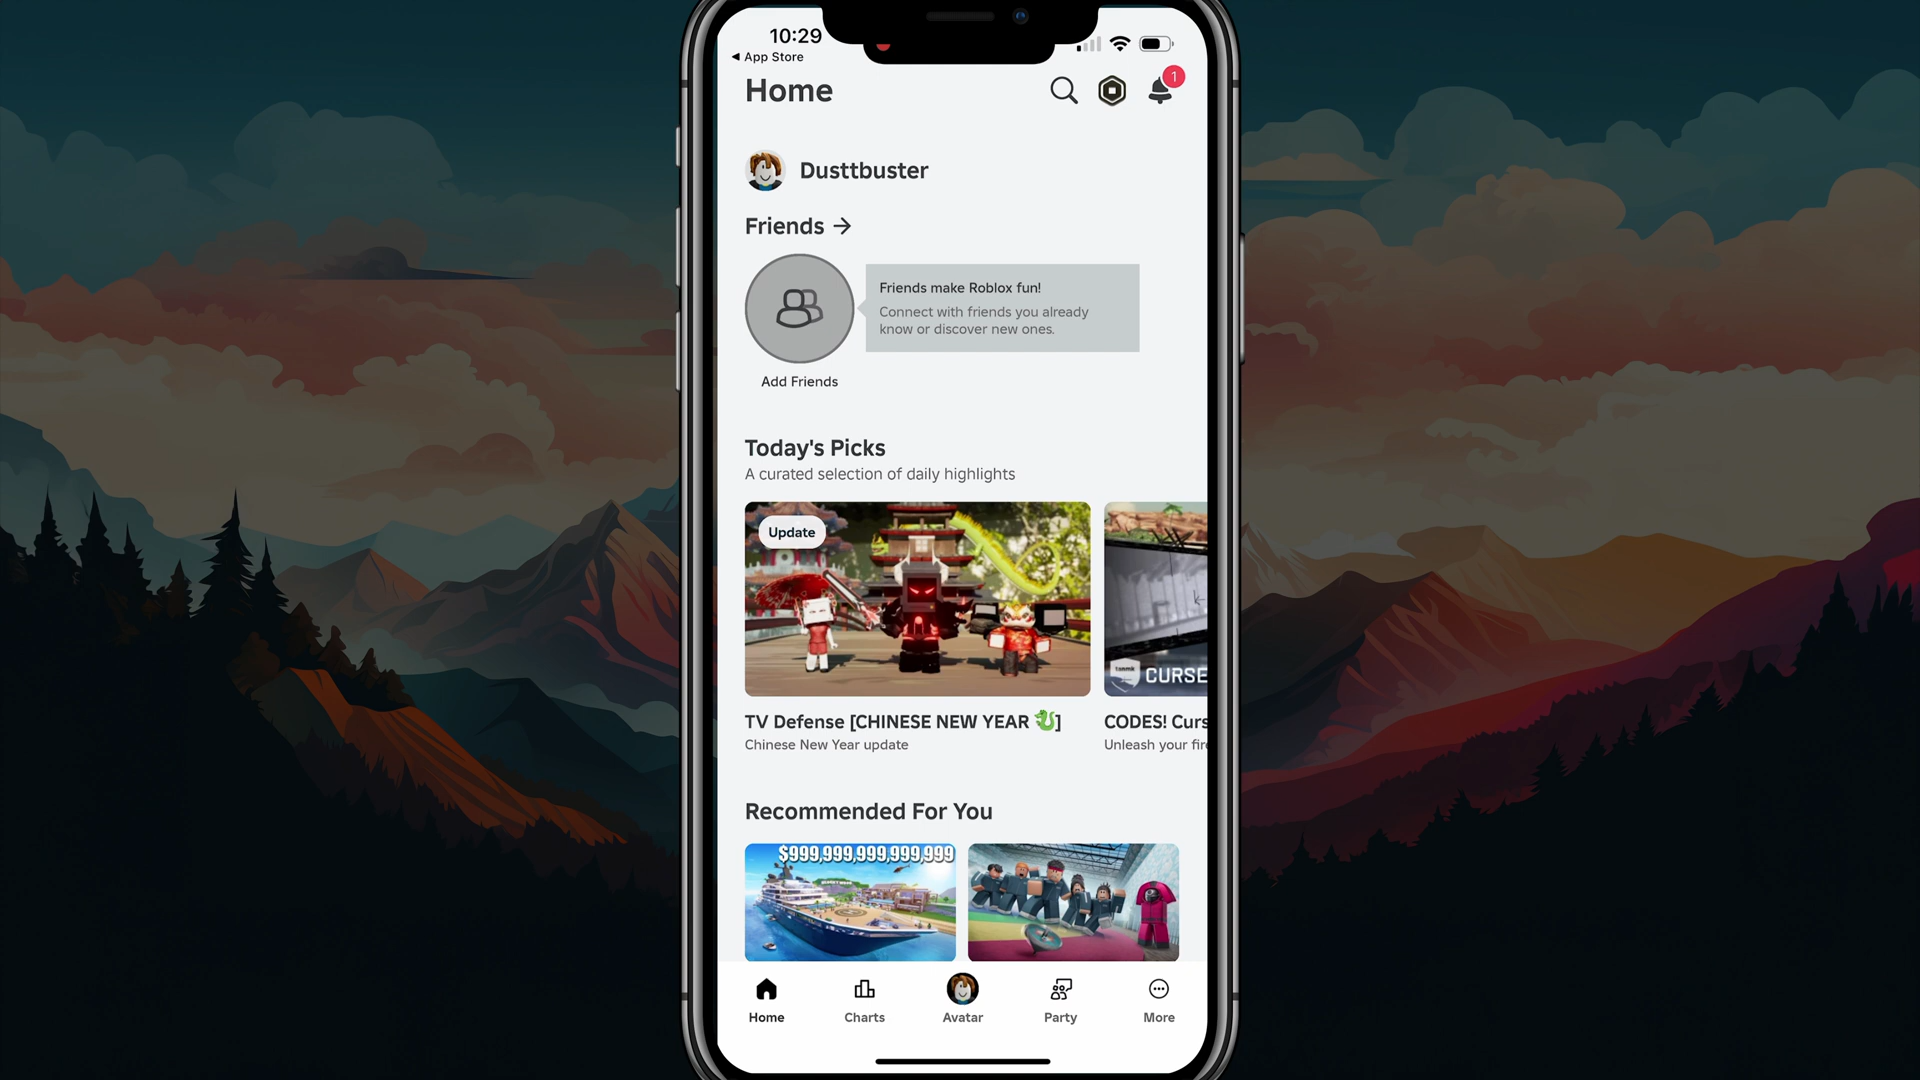 10:29
◀ App Store
Home
1
Dusttbuster
Friends →
Friends make Roblox fun!
Connect with friends you already
know or discover new ones.
Add Friends
Today's Picks
A curated selection of daily highlights
Update
CURSE
TV Defense [CHINESE NEW YEAR 🐉]
Chinese New Year update
CODES! Curs
Unleash your fir
Recommended For You
$999,999,999,999,999
Home
Charts
Avatar
Party
More